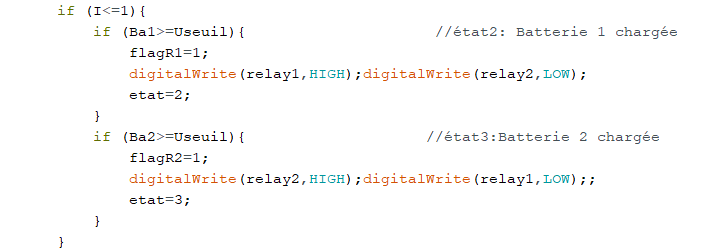 if (I<=1){
if (Ba1>=Useuil){ //état2: Batterie 1 chargée
flagR1=1;
digitalWrite(relay1,HIGH);digitalWrite(relay2,LOW);
etat=2;
}
if (Ba2>=Useuil){ //état3:Batterie 2 chargée
flagR2=1;
digitalWrite(relay2,HIGH);digitalWrite(relay1,LOW);;
etat=3;
}
}